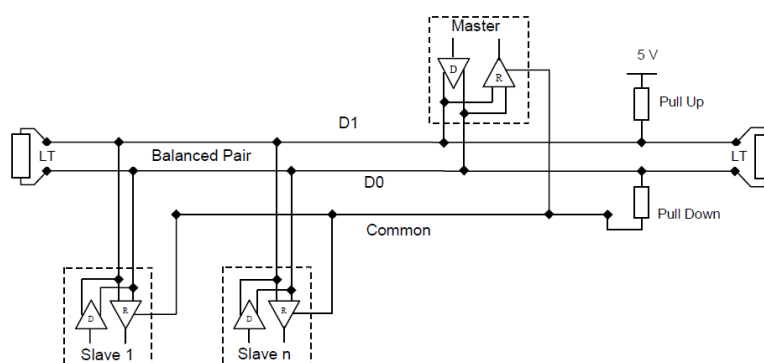 Master
5 V
D
R
Pull Up
D1
LT
Balanced Pair
LT
D0
Pull Down
Common
D
R
D
R
Slave 1
Slave n